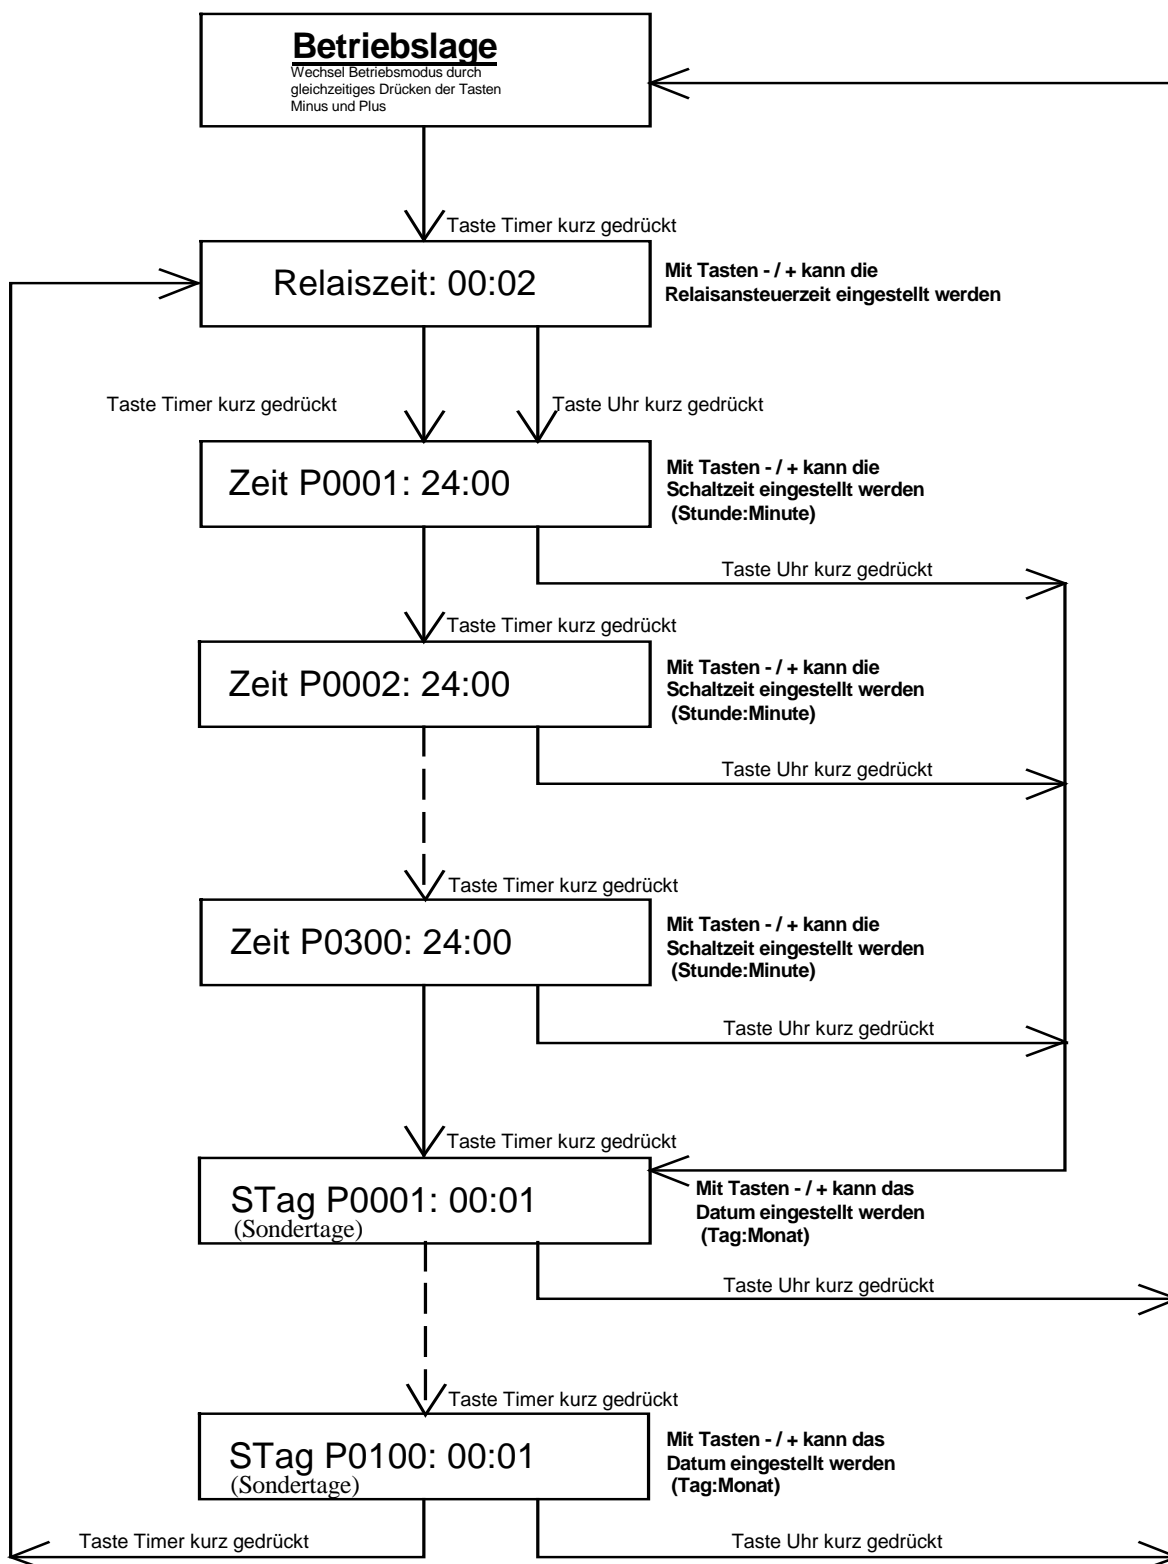 Betriebslage
Wechsel Betriebsmodus durch
gleichzeitiges Drücken der Tasten
Minus und Plus
Taste Timer kurz gedrückt
Relaiszeit: 00:02
Mit Tasten - / + kann die
Relaisansteuerzeit eingestellt werden
Taste Timer kurz gedrückt
Taste Uhr kurz gedrückt
Zeit P0001: 24:00
Mit Tasten - / + kann die
Schaltzeit eingestellt werden
(Stunde:Minute)
Taste Uhr kurz gedrückt
Taste Timer kurz gedrückt
Zeit P0002: 24:00
Mit Tasten - / + kann die
Schaltzeit eingestellt werden
(Stunde:Minute)
Taste Uhr kurz gedrückt
Taste Timer kurz gedrückt
Zeit P0300: 24:00
Mit Tasten - / + kann die
Schaltzeit eingestellt werden
(Stunde:Minute)
Taste Uhr kurz gedrückt
Taste Timer kurz gedrückt
STag P0001: 00:01
(Sondertage)
Mit Tasten - / + kann das
Datum eingestellt werden
(Tag:Monat)
Taste Uhr kurz gedrückt
Taste Timer kurz gedrückt
STag P0100: 00:01
(Sondertage)
Mit Tasten - / + kann das
Datum eingestellt werden
(Tag:Monat)
Taste Timer kurz gedrückt
Taste Uhr kurz gedrückt